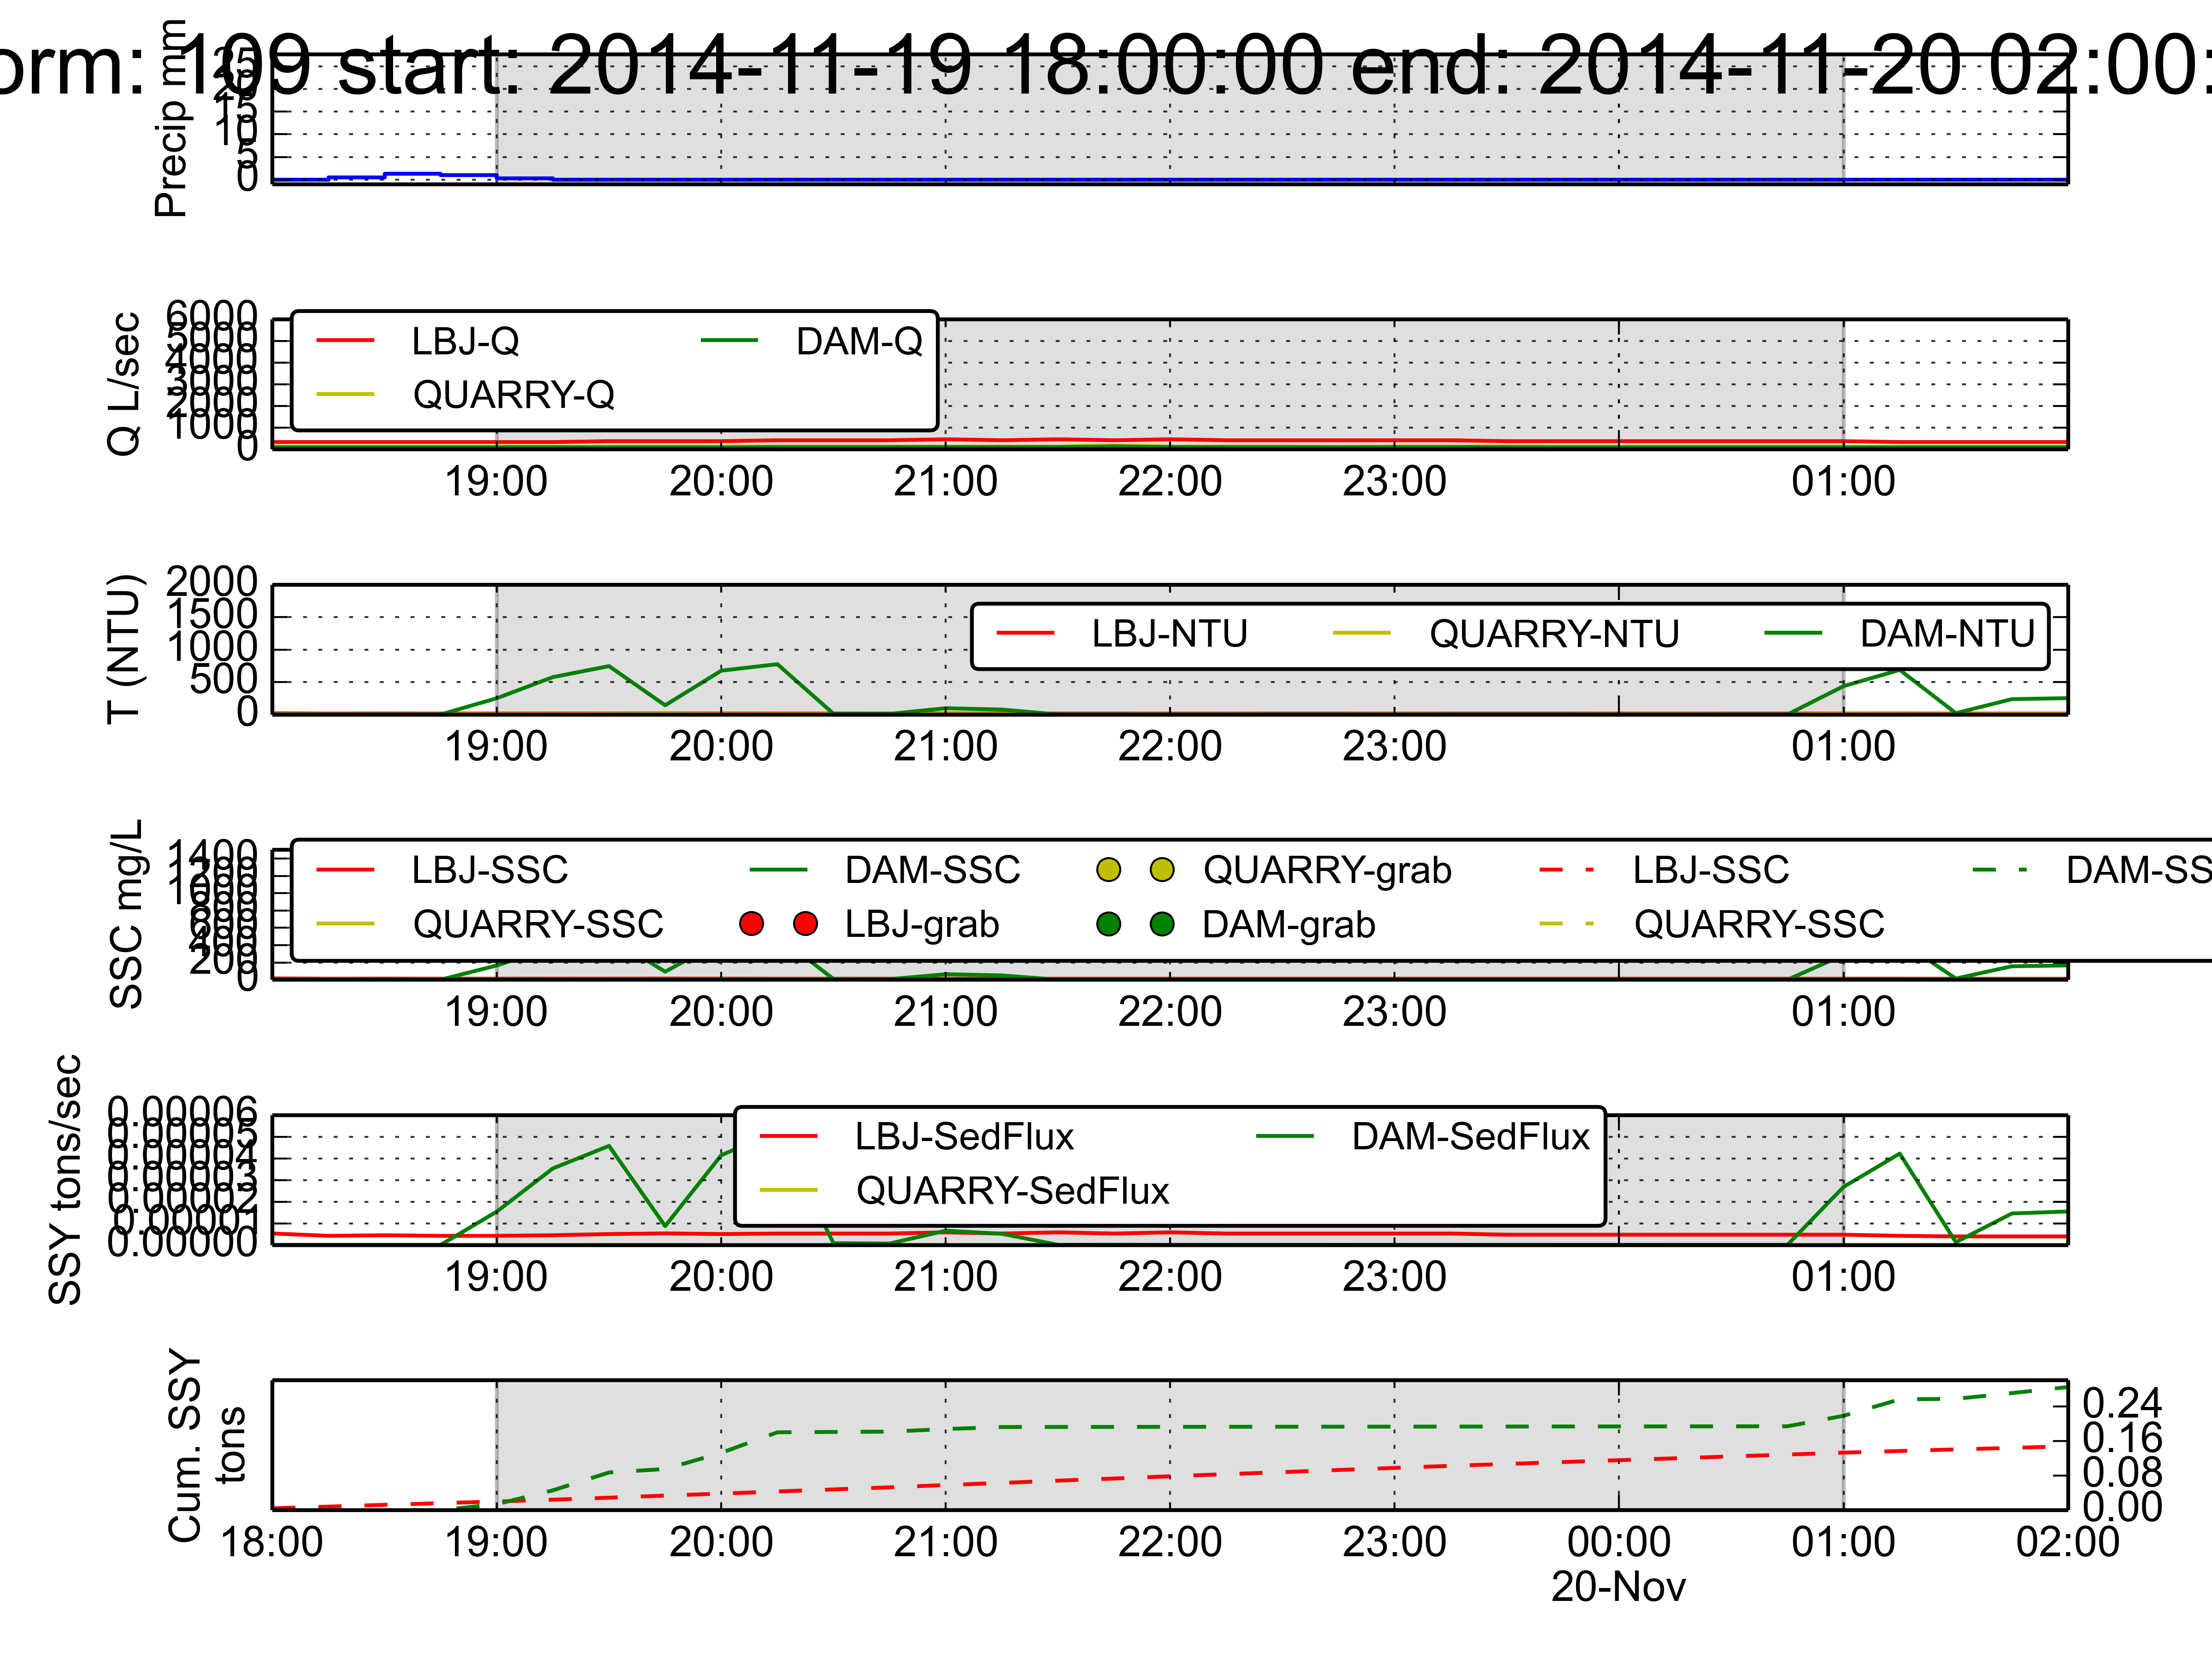 orm: 109 start: 2014-11-19 18:00:00 end: 2014-11-20 02:00:
Precip mm
25
20
15
10
5
0
Q L/sec
6000
5000
4000
3000
2000
1000
0
LBJ-Q DAM-Q
QUARRY-Q
19:00 20:00 21:00 22:00 23:00 01:00
T (NTU)
2000
1500
1000
500
0
LBJ-NTU QUARRY-NTU DAM-NTU
19:00 20:00 21:00 22:00 23:00 01:00
SSC mg/L
1400
1200
1000
800
600
400
200
0
LBJ-SSC DAM-SSC QUARRY-grab LBJ-SSC DAM-SS
QUARRY-SSC LBJ-grab DAM-grab QUARRY-SSC
19:00 20:00 21:00 22:00 23:00 01:00
SSY tons/sec
0.00006
0.00005
0.00004
0.00003
0.00002
0.00001
0.00000
LBJ-SedFlux DAM-SedFlux
QUARRY-SedFlux
19:00 20:00 21:00 22:00 23:00 01:00
Cum. SSY
tons
0.24
0.16
0.08
0.00
18:00 19:00 20:00 21:00 22:00 23:00 00:00 01:00 02:00
20-Nov